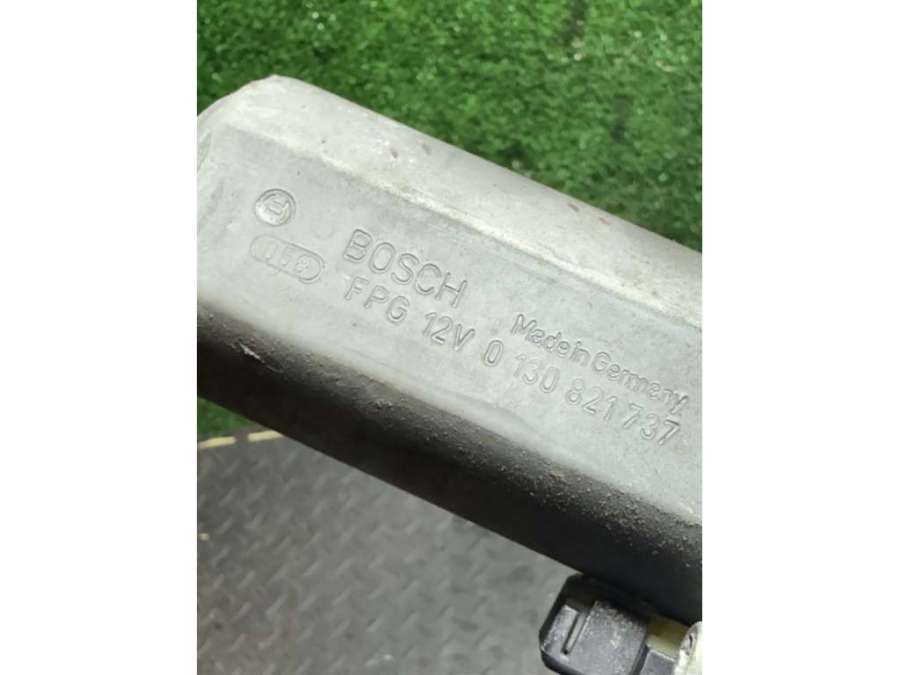 BOSCH
Made in Germany
FPG 12V 0 130 821 737